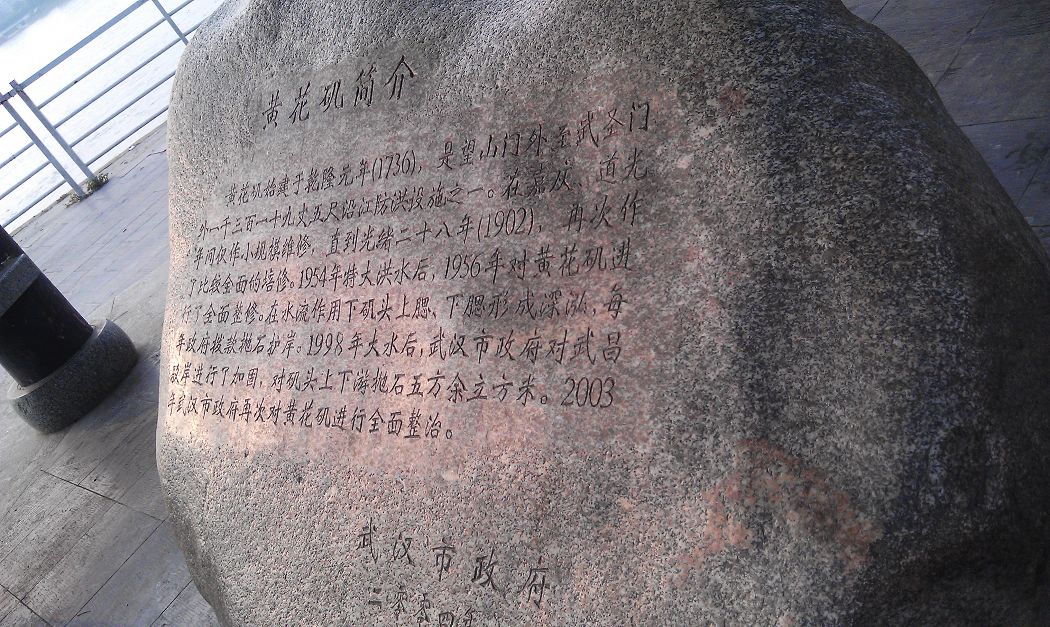 黄花矶简介
黄花矶始建于乾隆元年(1736)，是望山门外至武圣门
外一千三百一十九丈五尺沿江防洪设施之一。在嘉庆、道光
年间仅作小规模维修，直到光绪二十八年(1902)，再次作
了比较全面的培修。1954年特大洪水后，1956年对黄花矶进
行了全面整修。在水流作用下矶头上腮、下腮形成深泓，每
年政府拨款抛石护岸。1998年大水后，武汉市政府对武昌
驳岸进行了加固，对矶头上下游抛石五方余立方米。2003
年武汉市政府再次对黄花矶进行全面整治。
武汉市政府
二零零四年